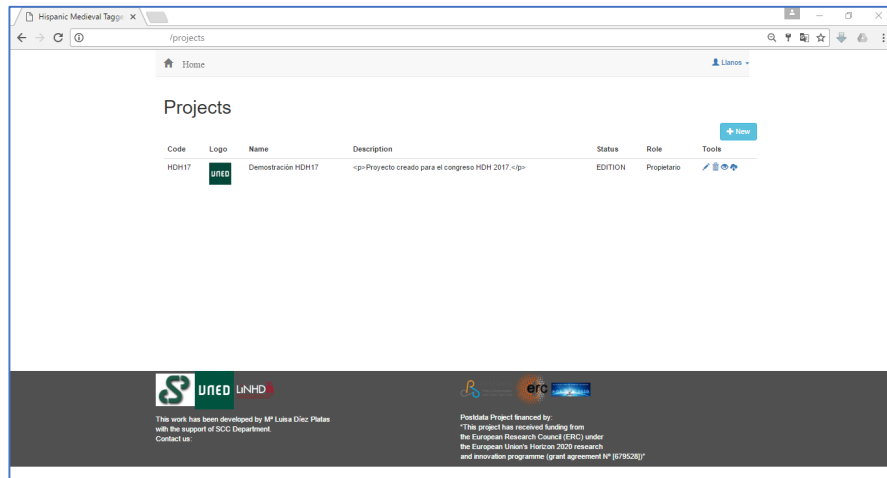 Hispanic Medieval Tagge
/projects
Home
Llanos
Projects
New
Code Logo Name Description Status Role Tools
HDH17 UNED Demostración HDH17 <p>Proyecto creado para el congreso HDH 2017.</p> EDITION Propietario
UNED LINHD
erc
This work has been developed by Mª Luisa Díez Platas
with the support of SCC Department.
Contact us:
Postdata Project financed by:
"This project has received funding from
the European Research Council (ERC) under
the European Union's Horizon 2020 research
and innovation programme (grant agreement Nº [679528])"